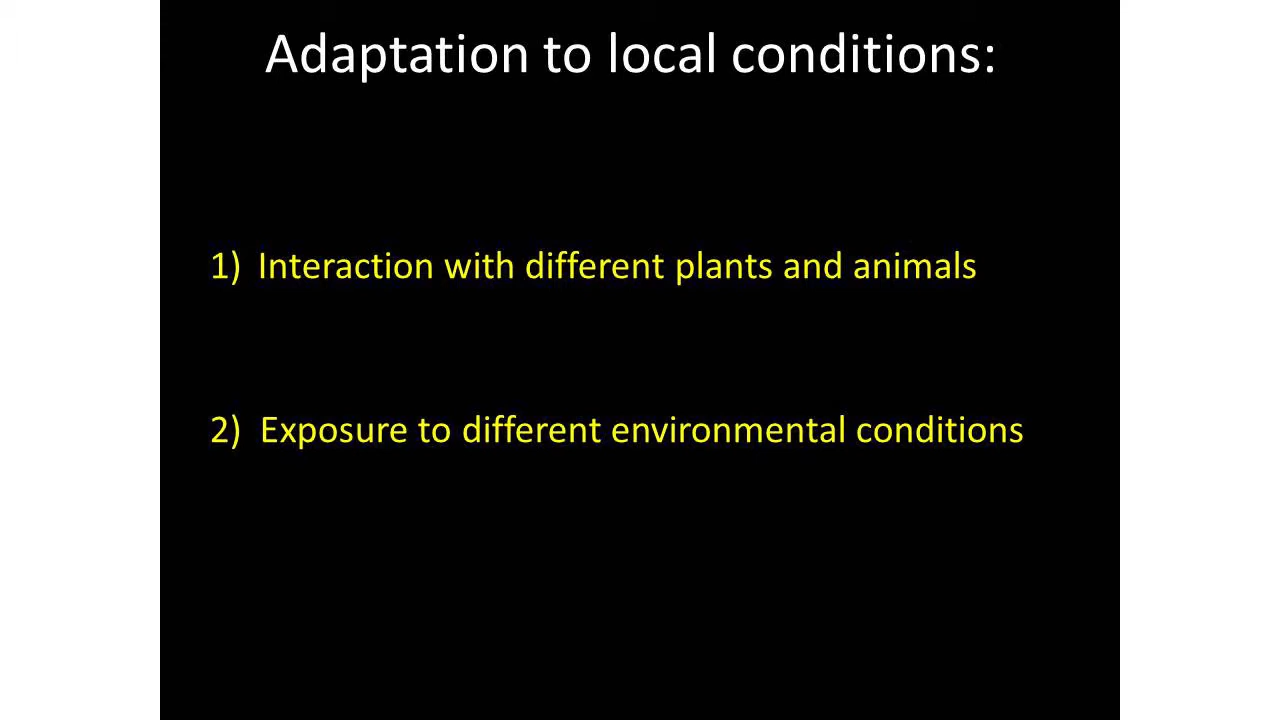 Adaptation to local conditions:
1) Interaction with different plants and animals
2) Exposure to different environmental conditions